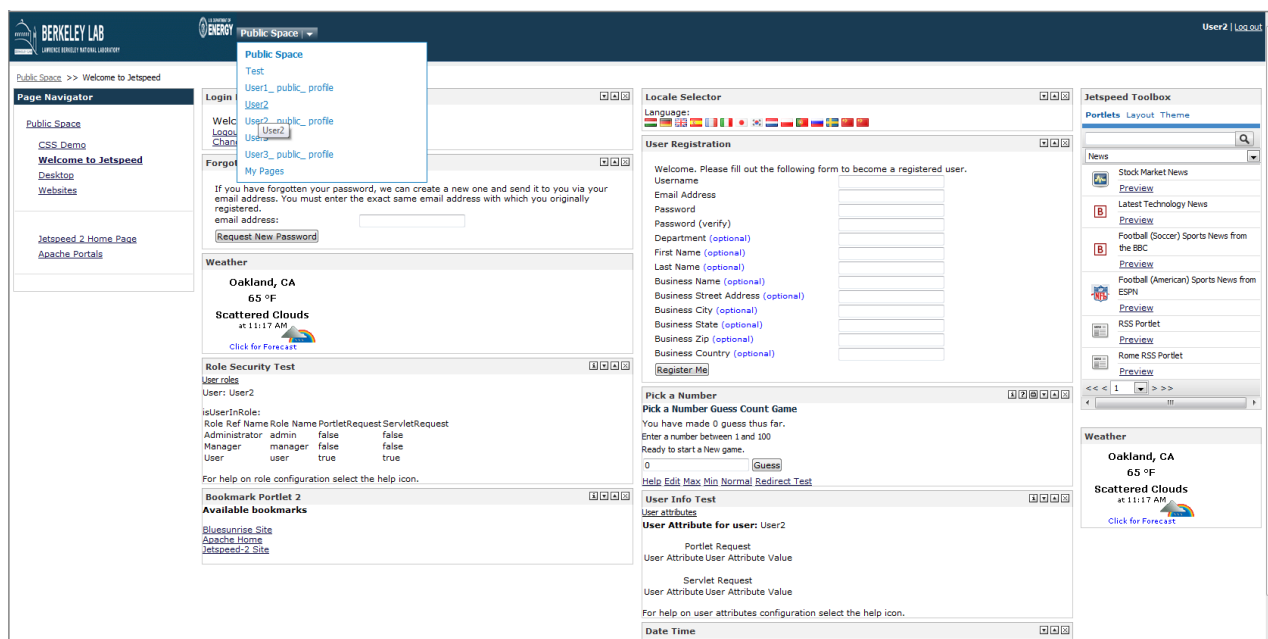 BERKELEY LAB
LAWRENCE BERKELEY NATIONAL LABORATORY
U.S. DEPARTMENT OF
ENERGY
Public Space
User2 | Log out
Public Space
Test
User1_ public_ profile
User2
User2_ public_ profile
User2
User3_ public_ profile
My Pages
Public Space >> Welcome to Jetspeed
Page Navigator
Public Space
CSS Demo
Welcome to Jetspeed
Desktop
Websites
Jetspeed 2 Home Page
Apache Portals
Login
Welc
Logou
Chan
Forgot
If you have forgotten your password, we can create a new one and send it to you via your
email address. You must enter the exact same email address with which you originally
registered.
email address:
Request New Password
Weather
Oakland, CA
65 °F
Scattered Clouds
at 11:17 AM
Click for Forecast
Role Security Test
User roles
User: User2
isUserInRole:
Role Ref Name Role Name PortletRequest ServletRequest
Administrator admin false false
Manager manager false false
User user true true
For help on role configuration select the help icon.
Bookmark Portlet 2
Available bookmarks
Bluesunrise Site
Apache Home
Jetspeed-2 Site
Locale Selector
Language:
User Registration
Welcome. Please fill out the following form to become a registered user.
Username
Email Address
Password
Password (verify)
Department (optional)
First Name (optional)
Last Name (optional)
Business Name (optional)
Business Street Address (optional)
Business City (optional)
Business State (optional)
Business Zip (optional)
Business Country (optional)
Register Me
Pick a Number
Pick a Number Guess Count Game
You have made 0 guess thus far.
Enter a number between 1 and 100
Ready to start a New game.
0 Guess
Help Edit Max Min Normal Redirect Test
User Info Test
User attributes
User Attribute for user: User2
Portlet Request
User Attribute User Attribute Value
Servlet Request
User Attribute User Attribute Value
For help on user attributes configuration select the help icon.
Date Time
Jetspeed Toolbox
Portlets Layout Theme
News
Stock Market News
Preview
Latest Technology News
Preview
Football (Soccer) Sports News from
the BBC
Preview
Football (American) Sports News from
ESPN
Preview
RSS Portlet
Preview
Rome RSS Portlet
Preview
<< < 1 > >>
Weather
Oakland, CA
65 °F
Scattered Clouds
at 11:17 AM
Click for Forecast